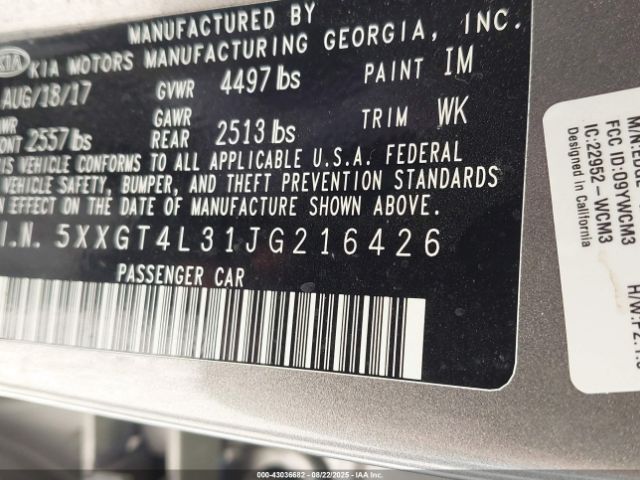 MANUFACTURED BY
KIA KIA MOTORS MANUFACTURING GEORGIA, INC.
AUG/18/17 GVWR 4497 lbs PAINT IM
GAWR TRIM WK
2557 lbs REAR 2513 lbs
VEHICLE CONFORMS TO ALL APPLICABLE U.S.A. FEDERAL
VEHICLE SAFETY, BUMPER, AND THEFT PREVENTION STANDARDS
EFFECT ON THE DATE OF MANUFACTURE SHOWN ABOVE.
I.N. 5XXGT4L31JG216426
PASSENGER CAR
FCC ID:O9YWCM3
IC:22952-WCM3
Designed in California
000-43036682 - 08/22/2025 - IAA Inc.